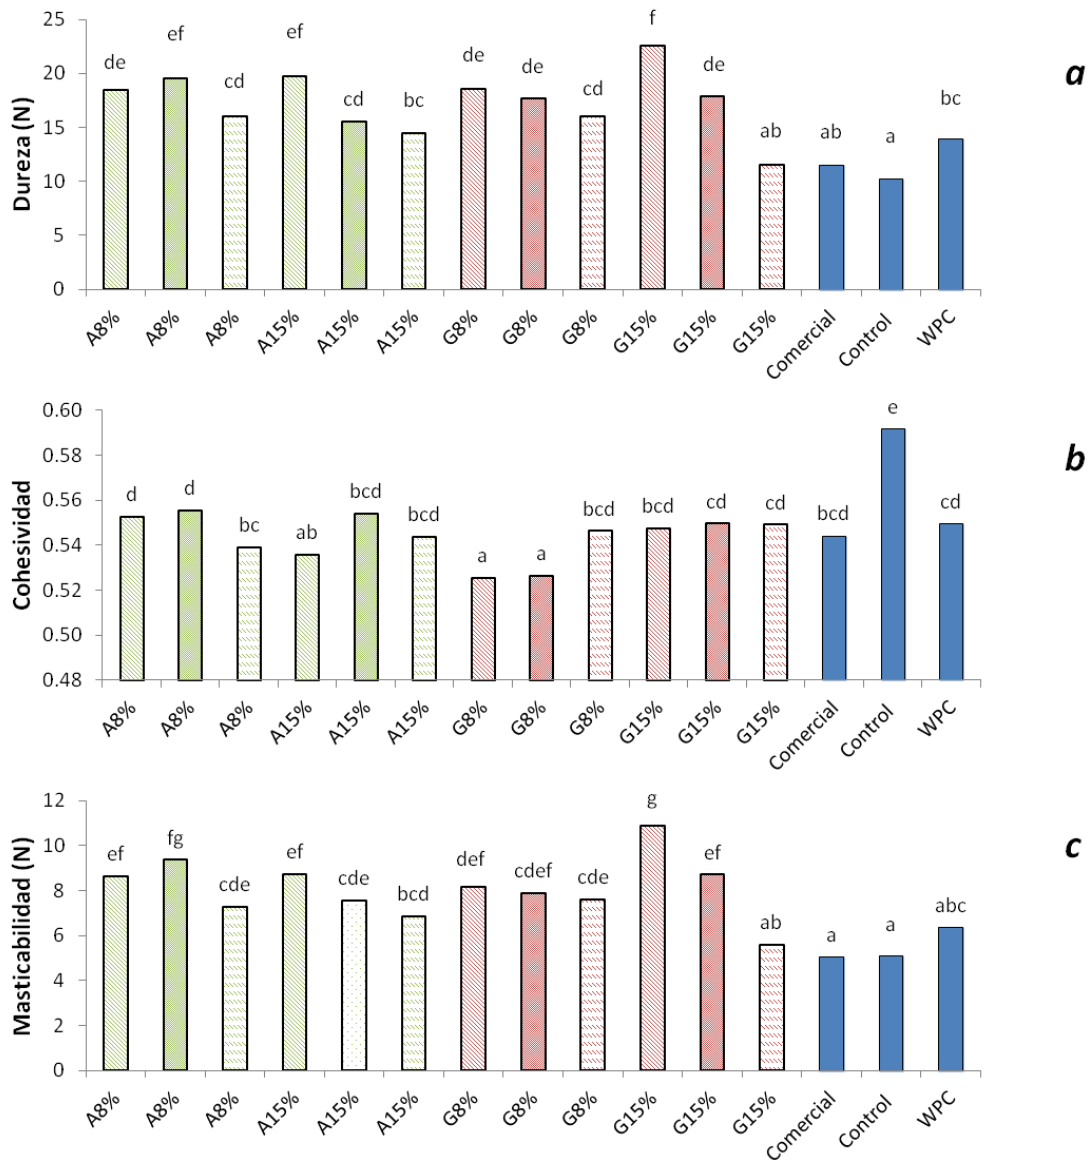 25
20
15
10
5
0
Dureza (N)
de ef cd ef cd bc de de cd f de ab ab a bc
a
A8% A8% A8% A15% A15% A15% G8% G8% G8% G15% G15% G15% Comercial Control WPC
0.60
0.58
0.56
0.54
0.52
0.50
0.48
Cohesividad
d d bc ab bcd bcd a a bcd bcd cd cd bcd e cd
b
A8% A8% A8% A15% A15% A15% G8% G8% G8% G15% G15% G15% Comercial Control WPC
12
10
8
6
4
2
0
Masticabilidad (N)
ef fg cde ef cde bcd def cdef cde g ef ab a a abc
c
A8% A8% A8% A15% A15% A15% G8% G8% G8% G15% G15% G15% Comercial Control WPC